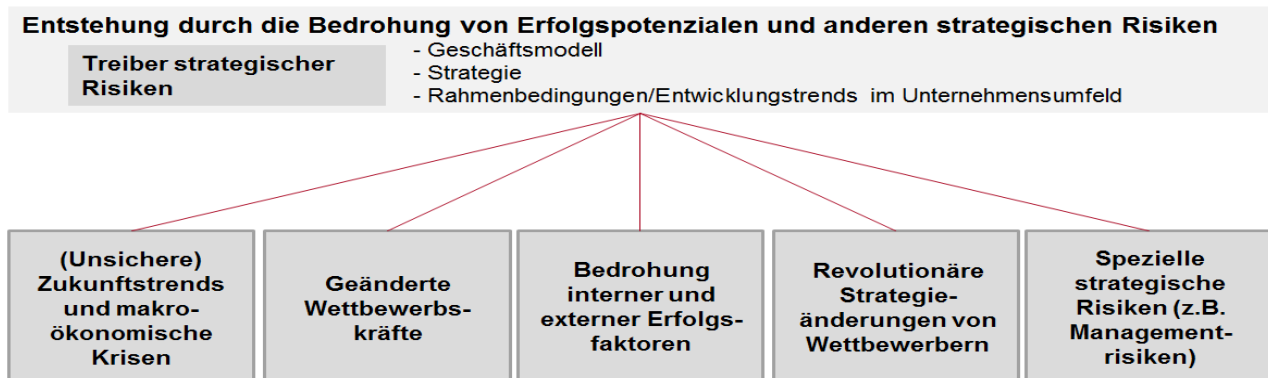 Entstehung durch die Bedrohung von Erfolgspotenzialen und anderen strategischen Risiken
Treiber strategischer
Risiken
- Geschäftsmodell
- Strategie
- Rahmenbedingungen/Entwicklungstrends im Unternehmensumfeld
(Unsichere)
Zukunftstrends
und makro-
ökonomische
Krisen
Geänderte
Wettbewerbs-
kräfte
Bedrohung
interner und
externer Erfolgs-
faktoren
Revolutionäre
Strategie-
änderungen von
Wettbewerbern
Spezielle
strategische
Risiken (z.B.
Management-
risiken)